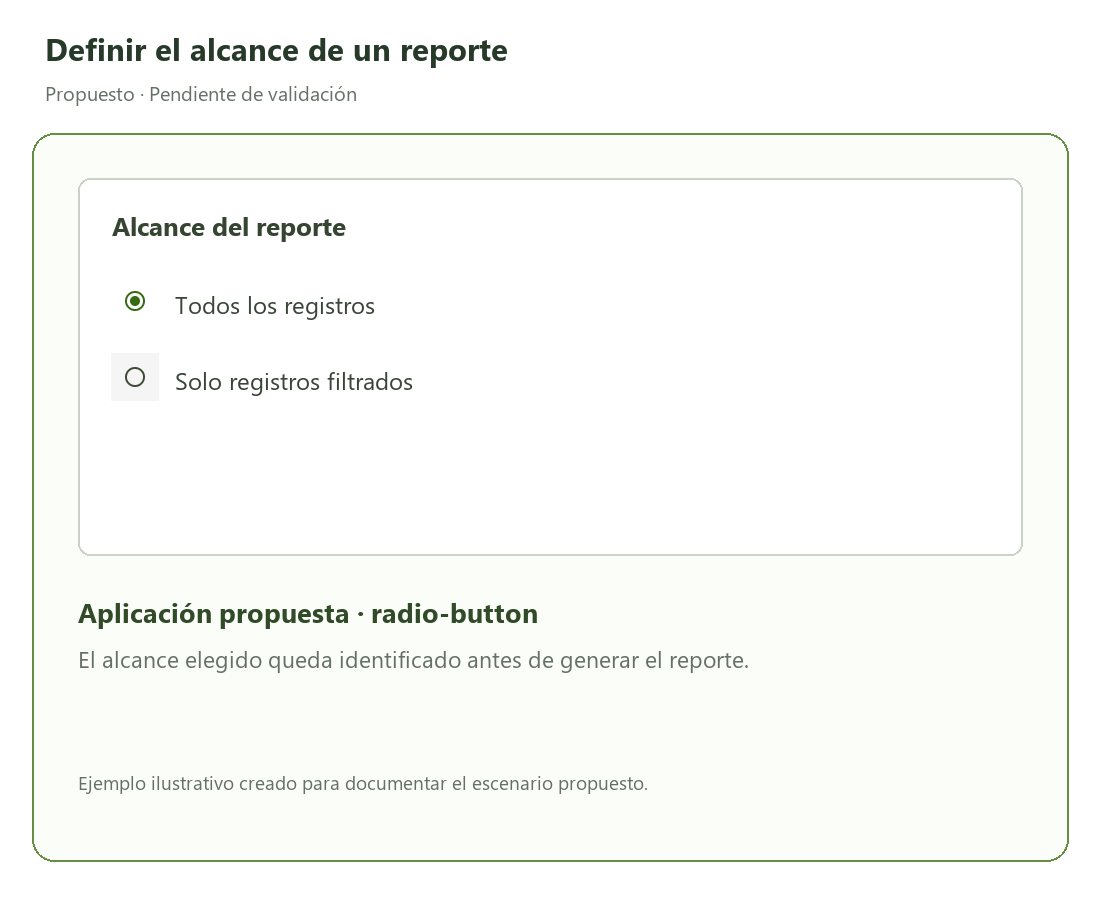 Definir el alcance de un reporte
Propuesto · Pendiente de validación
Alcance del reporte
Todos los registros
Solo registros filtrados
Aplicación propuesta · radio-button
El alcance elegido queda identificado antes de generar el reporte.
Ejemplo ilustrativo creado para documentar el escenario propuesto.